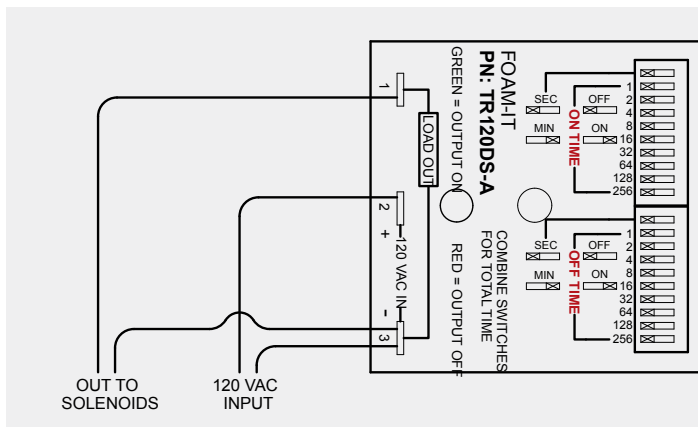 FOAM-IT
PN: TR120DS-A
GREEN = OUTPUT ON
RED = OUTPUT OFF
COMBINE SWITCHES
FOR TOTAL TIME
1
LOAD OUT
2
+
120 VAC IN
-
3
SEC
OFF
MIN
ON
ON TIME
1
2
4
8
16
32
64
128
256
SEC
OFF
MIN
ON
OFF TIME
1
2
4
8
16
32
64
128
256
OUT TO
SOLENOIDS
120 VAC
INPUT